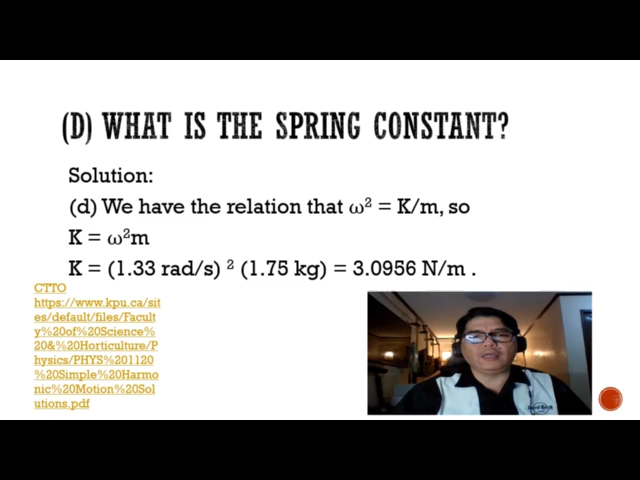 (D) WHAT IS THE SPRING CONSTANT?
Solution:
(d) We have the relation that ω² = K/m, so
K = ω²m
K = (1.33 rad/s) ² (1.75 kg) = 3.0956 N/m .
CTTO
https://www.kpu.ca/sit
es/default/files/Facult
y%20of%20Science%
20&%20Horticulture/P
hysics/PHYS%201120
%20Simple%20Harmo
nic%20Motion%20Sol
utions.pdf
Hard Rock